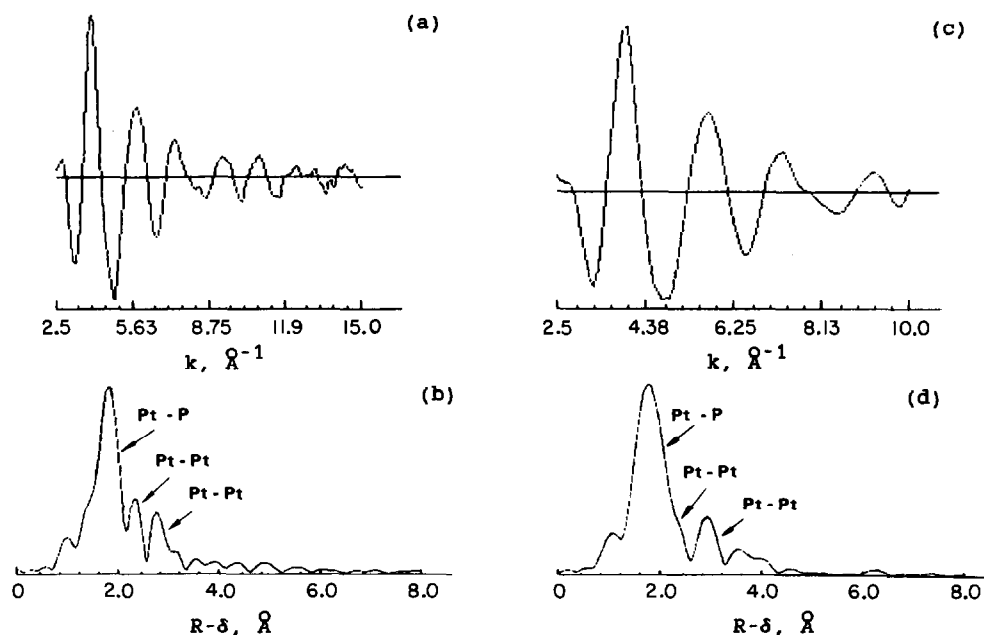 (a)
2.5 5.63 8.75 11.9 15.0
k, Å⁻¹
(c)
2.5 4.38 6.25 8.13 10.0
k, Å⁻¹
(b)
Pt - P
Pt - Pt
Pt - Pt
0 2.0 4.0 6.0 8.0
R-δ, Å
(d)
Pt - P
Pt - Pt
Pt - Pt
0 2.0 4.0 6.0 8.0
R-δ, Å